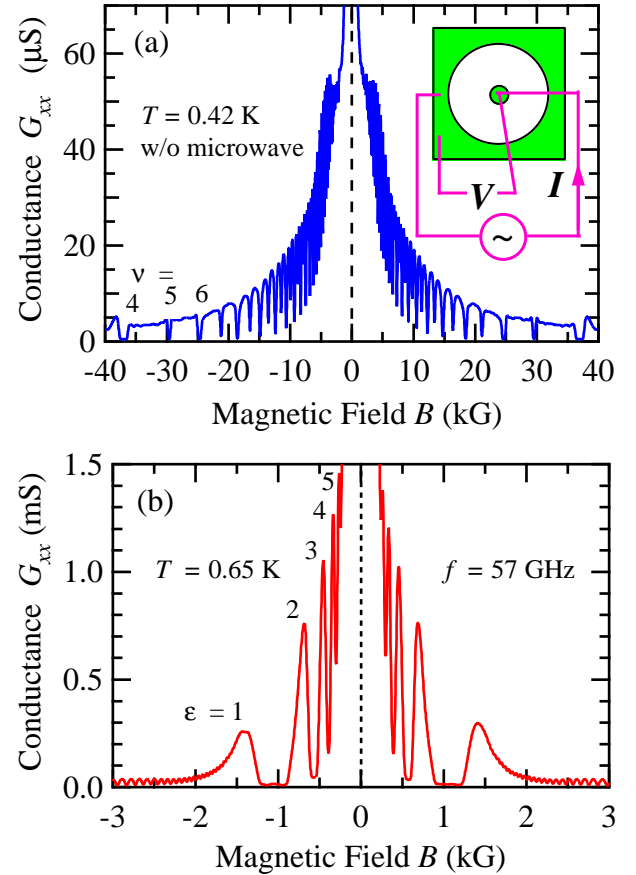 (a)
T = 0.42 K
w/o microwave
ν =
4 5 6
V
I
~
Conductance G_xx (μS)
60
40
20
0
-40 -30 -20 -10 0 10 20 30 40
Magnetic Field B (kG)
(b)
T = 0.65 K
f = 57 GHz
5
4
3
2
ε = 1
Conductance G_xx (mS)
1.5
1.0
0.5
0.0
-3 -2 -1 0 1 2 3
Magnetic Field B (kG)